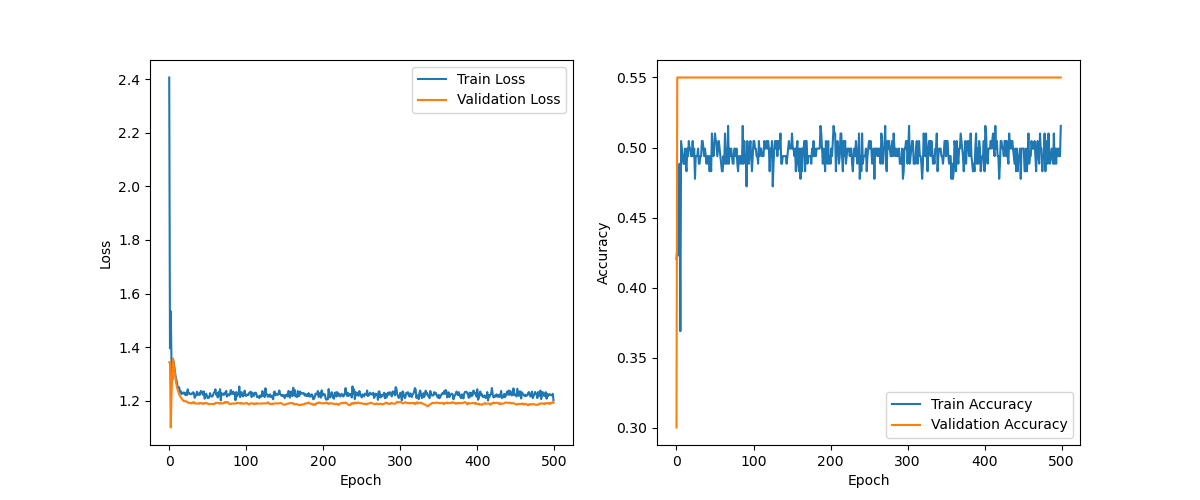 2.4
2.2
2.0
1.8
1.6
1.4
1.2
Loss
0 100 200 300 400 500
Epoch
Train Loss
Validation Loss
0.55
0.50
0.45
0.40
0.35
0.30
Accuracy
0 100 200 300 400 500
Epoch
Train Accuracy
Validation Accuracy